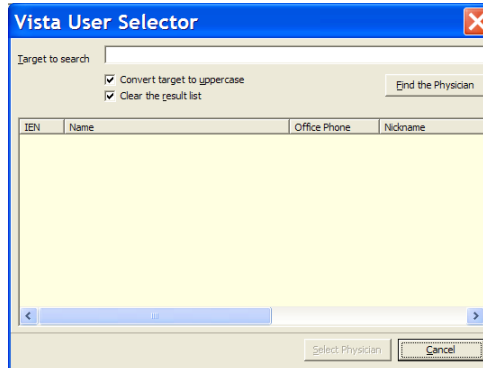 Vista User Selector
Target to search
Convert target to uppercase
Clear the result list
Find the Physician
IEN Name Office Phone Nickname
Select Physician Cancel